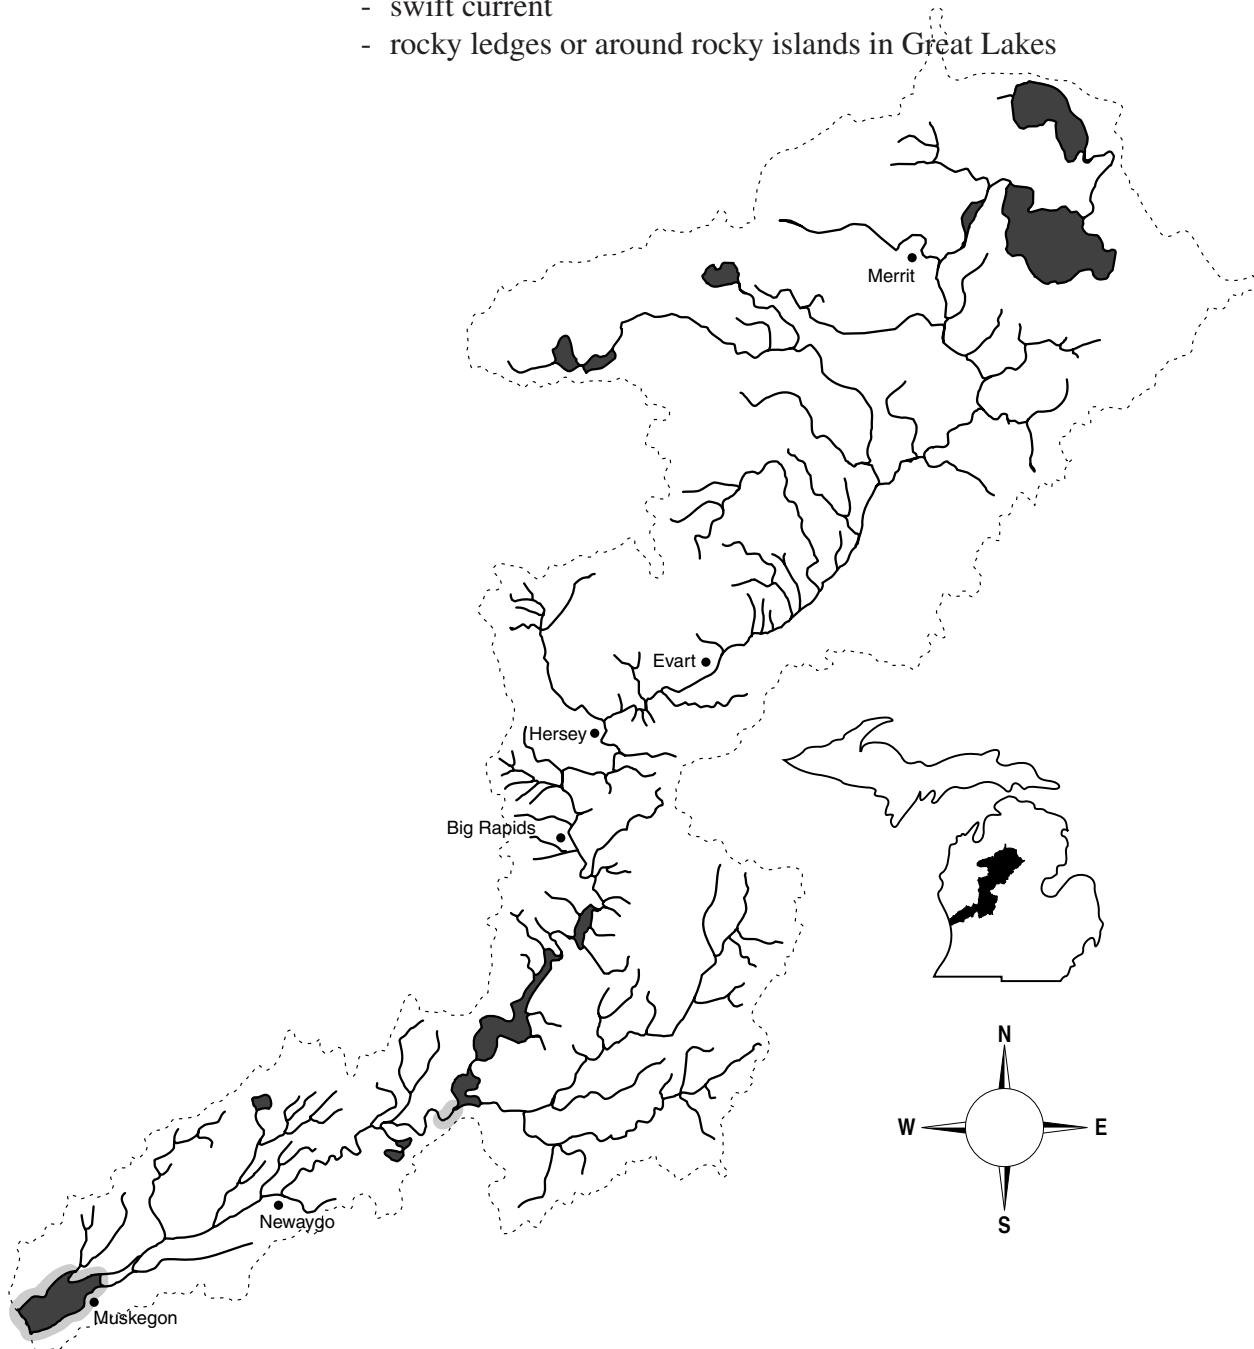 - swift current
- rocky ledges or around rocky islands in Great Lakes
Merrit
Evart
Hersey
Big Rapids
N
W
E
S
Newaygo
Muskegon